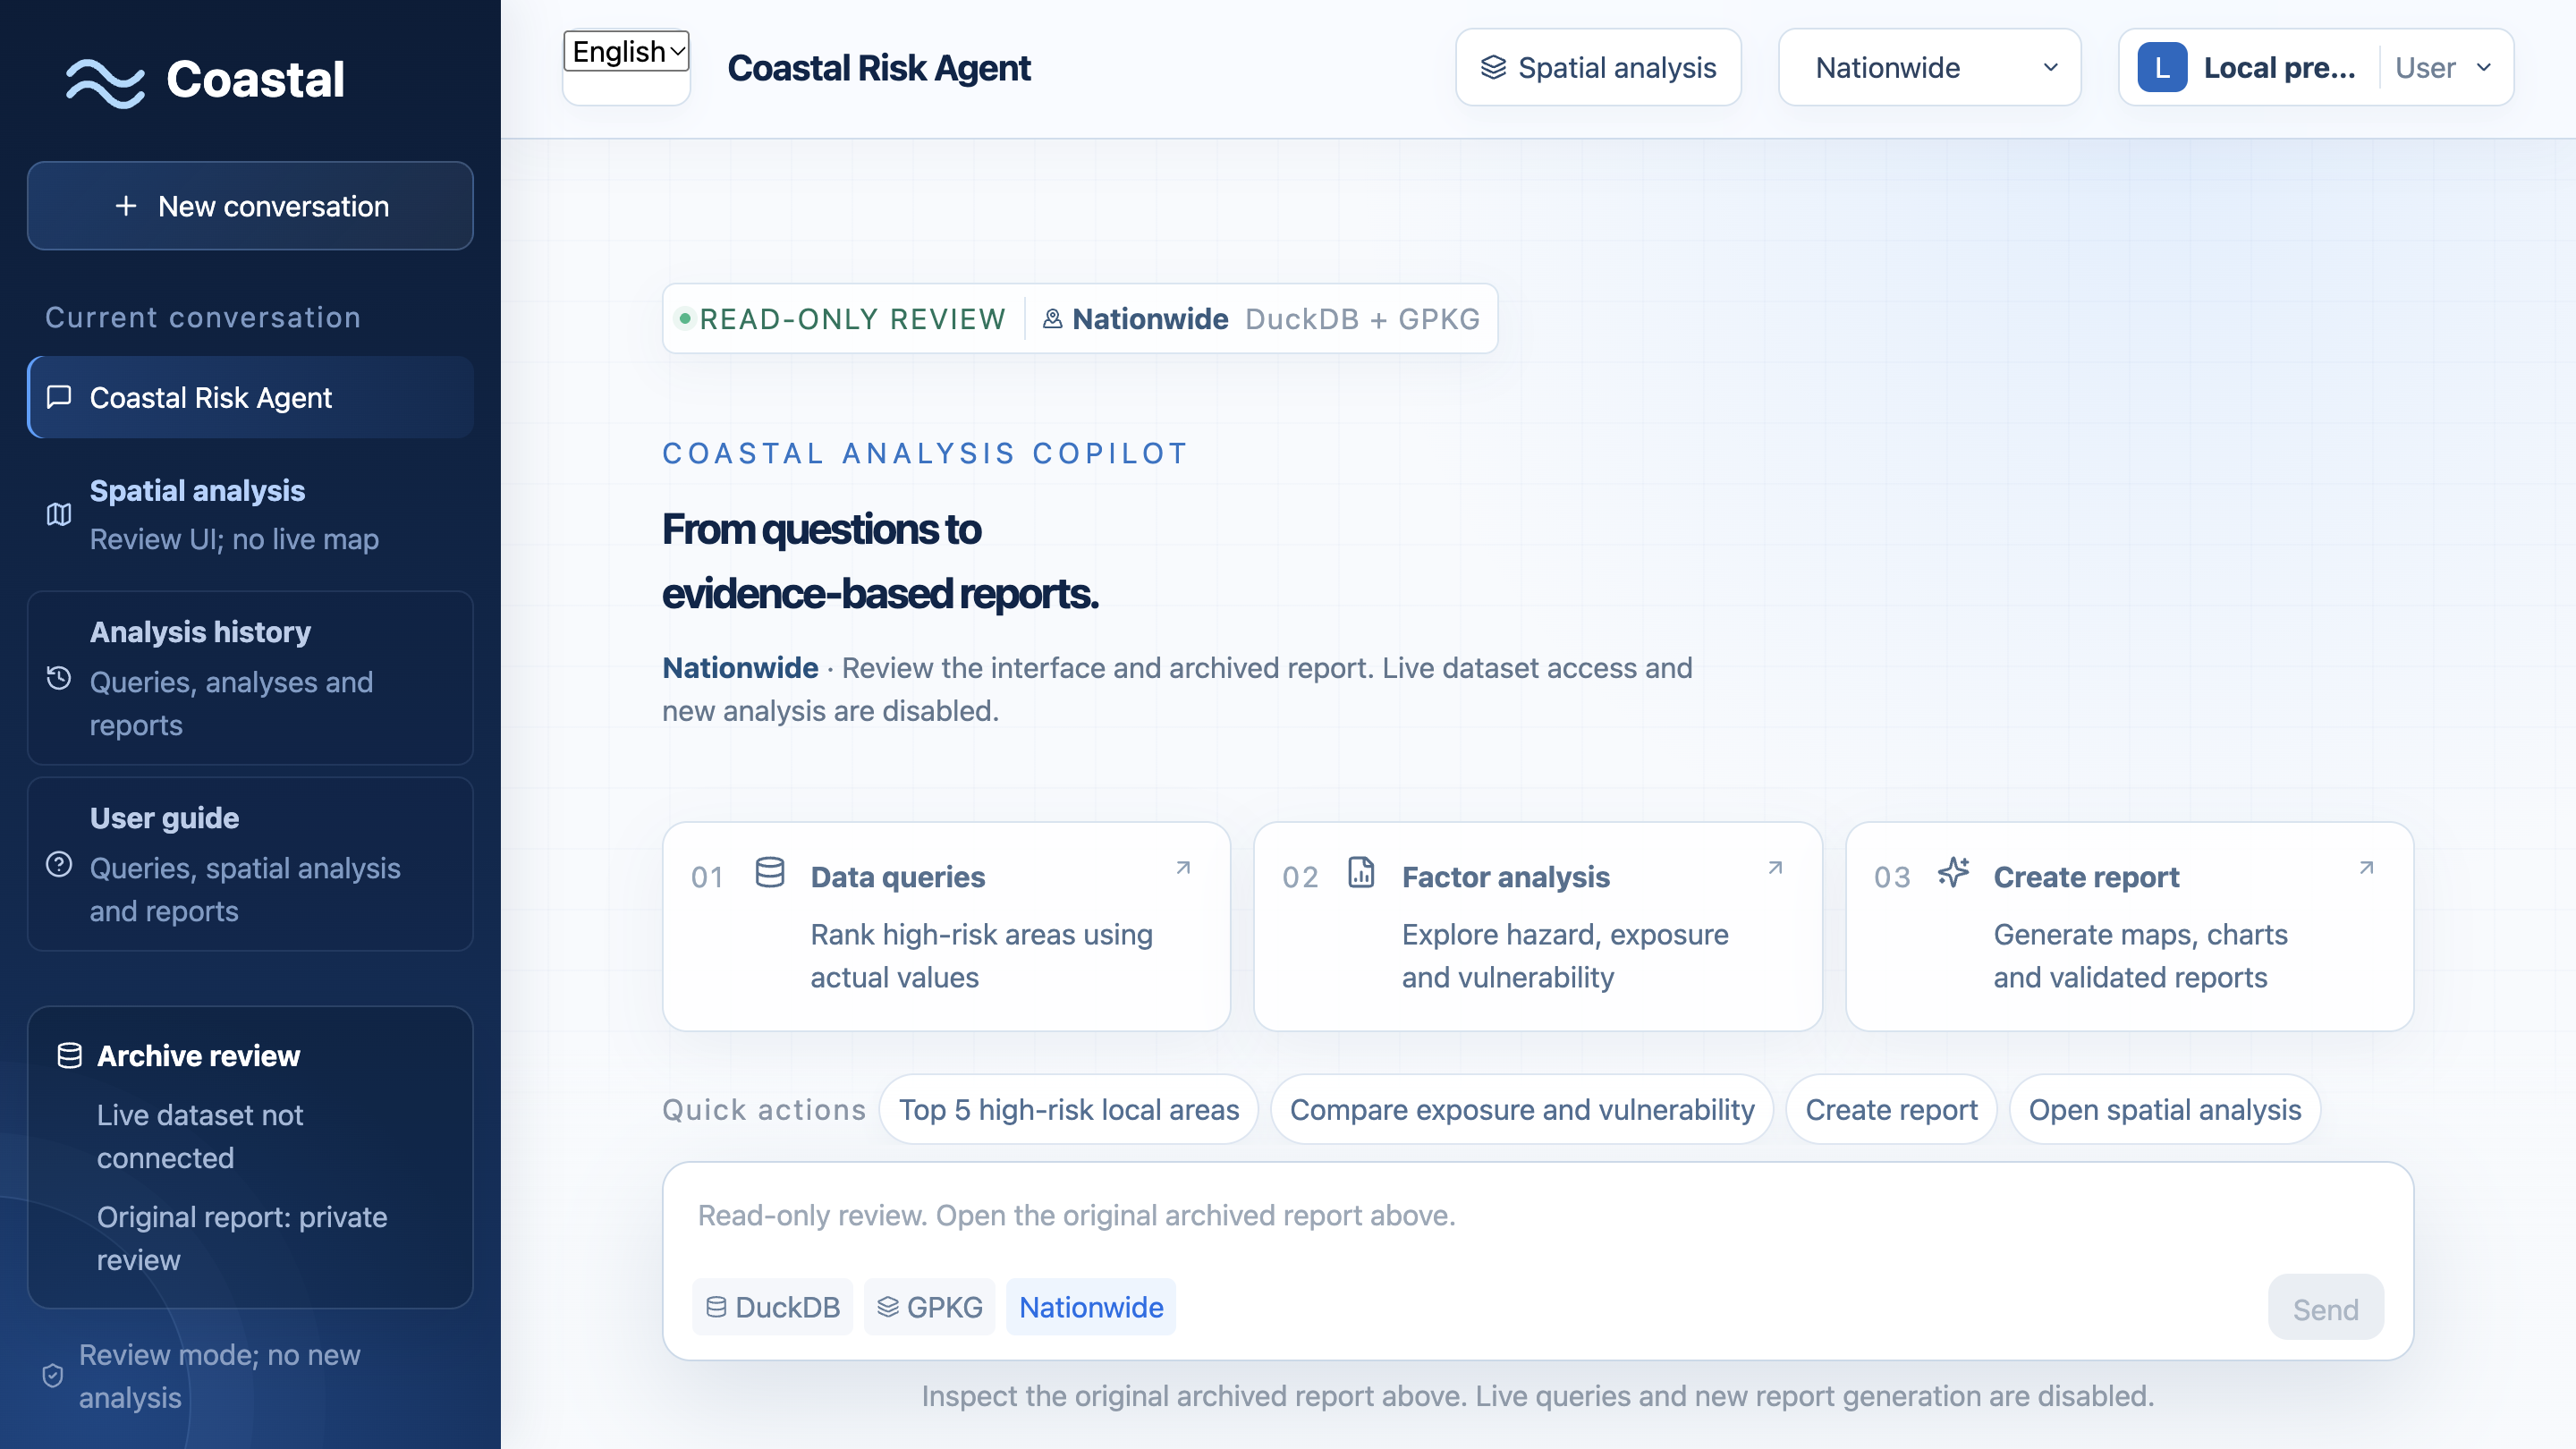 Coastal
New conversation
Current conversation
Coastal Risk Agent
Spatial analysis
Review UI; no live map
Analysis history
Queries, analyses and
reports
User guide
Queries, spatial analysis
and reports
Archive review
Live dataset not
connected
Original report: private
review
Review mode; no new
analysis
English
Coastal Risk Agent
Spatial analysis
Nationwide
L Local pre... User
READ-ONLY REVIEW Nationwide DuckDB + GPKG
COASTAL ANALYSIS COPILOT
From questions to
evidence-based reports.
Nationwide · Review the interface and archived report. Live dataset access and
new analysis are disabled.
01 Data queries
Rank high-risk areas using
actual values
02 Factor analysis
Explore hazard, exposure
and vulnerability
03 Create report
Generate maps, charts
and validated reports
Quick actions Top 5 high-risk local areas Compare exposure and vulnerability Create report Open spatial analysis
Read-only review. Open the original archived report above.
DuckDB GPKG Nationwide Send
Inspect the original archived report above. Live queries and new report generation are disabled.